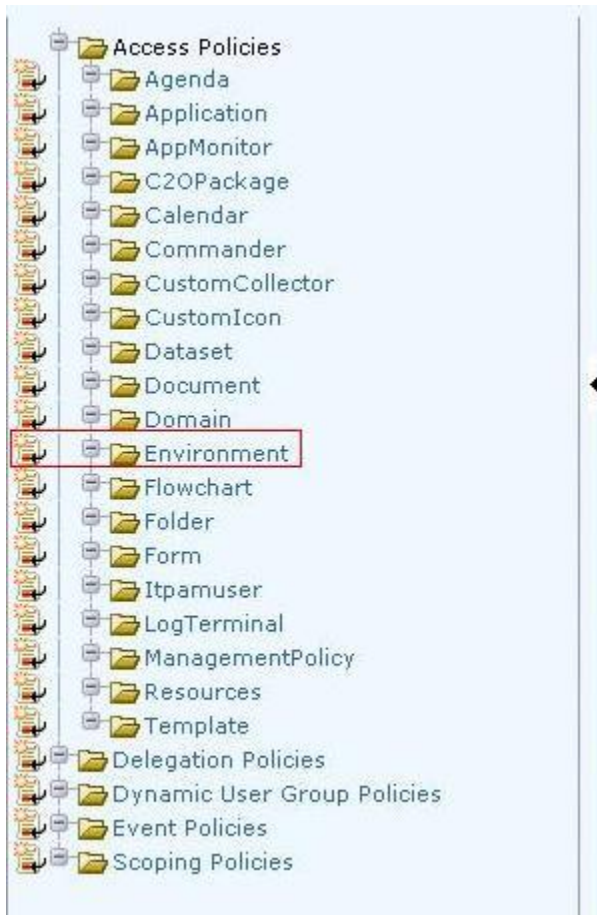 Access Policies
Agenda
Application
AppMonitor
C2OPackage
Calendar
Commander
CustomCollector
CustomIcon
Dataset
Document
Domain
Environment
Flowchart
Folder
Form
Itpamuser
LogTerminal
ManagementPolicy
Resources
Template
Delegation Policies
Dynamic User Group Policies
Event Policies
Scoping Policies